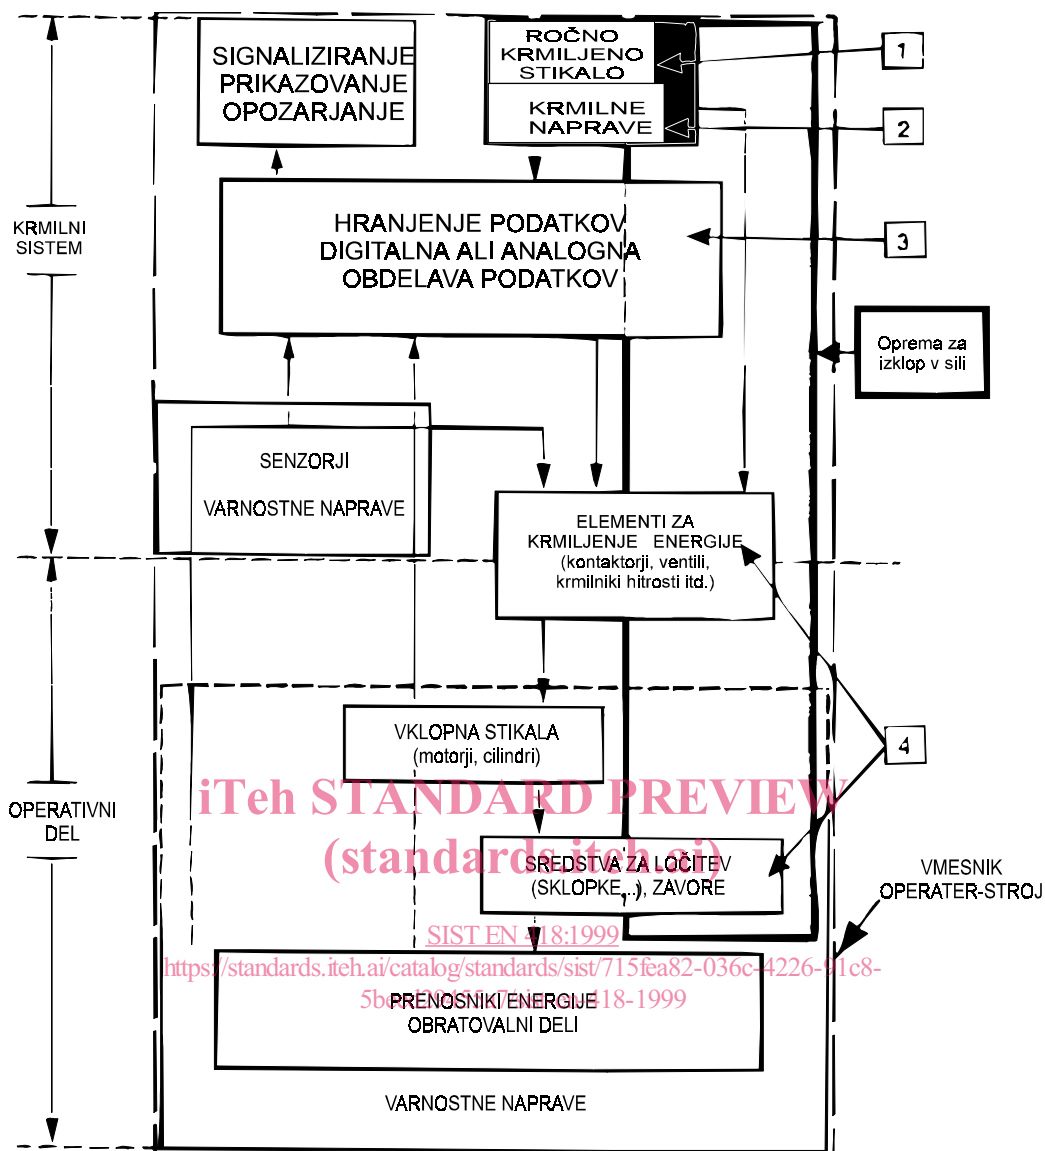 SIGNALIZIRANJE
PRIKAZOVANJE
OPOZARJANJE
ROČNO
KRMILJENO
STIKALO
KRMILNE
NAPRAVE
1
2
HRANJENJE PODATKOV
DIGITALNA ALI ANALOGNA
OBDELAVA PODATKOV
3
KRMILNI
SISTEM
Oprema za
izklop v sili
SENZORJI
VARNOSTNE NAPRAVE
ELEMENTI ZA
KRMILJENJE ENERGIJE
(kontaktorji, ventili,
krmilniki hitrosti itd.)
VKLOPNA STIKALA
(motorji, cilindri)
4
OPERATIVNI
DEL
iTeh STANDARD PREVIEW
(standards.iteh.ai)
SREDSTVA ZA LOČITEV
(SKLOPKE,..), ZAVORE
VMESNIK
OPERATER-STROJ
SIST EN 418:1999
https://standards.iteh.ai/catalog/standards/sist/715fea82-036c-4226-91c8-
PRENOSNIKI ENERGIJE
OBRATOVALNI DELI
VARNOSTNE NAPRAVE